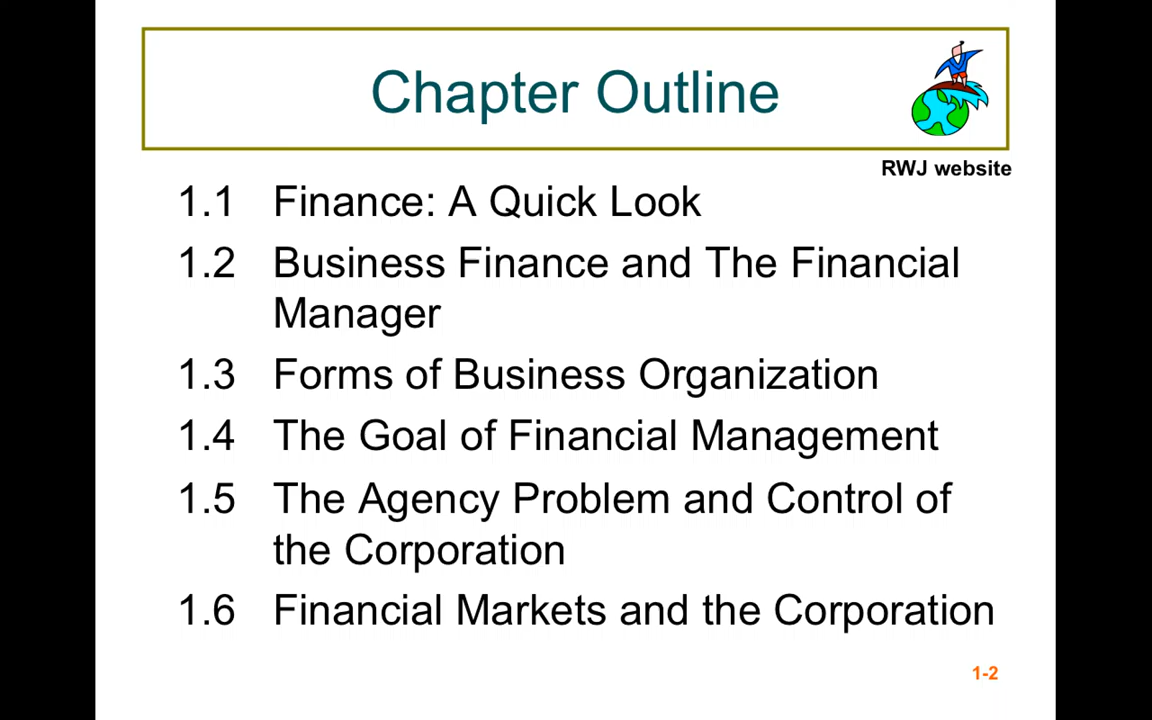 Chapter Outline
RWJ website
1.1 Finance: A Quick Look
1.2 Business Finance and The Financial
Manager
1.3 Forms of Business Organization
1.4 The Goal of Financial Management
1.5 The Agency Problem and Control of
the Corporation
1.6 Financial Markets and the Corporation
1-2